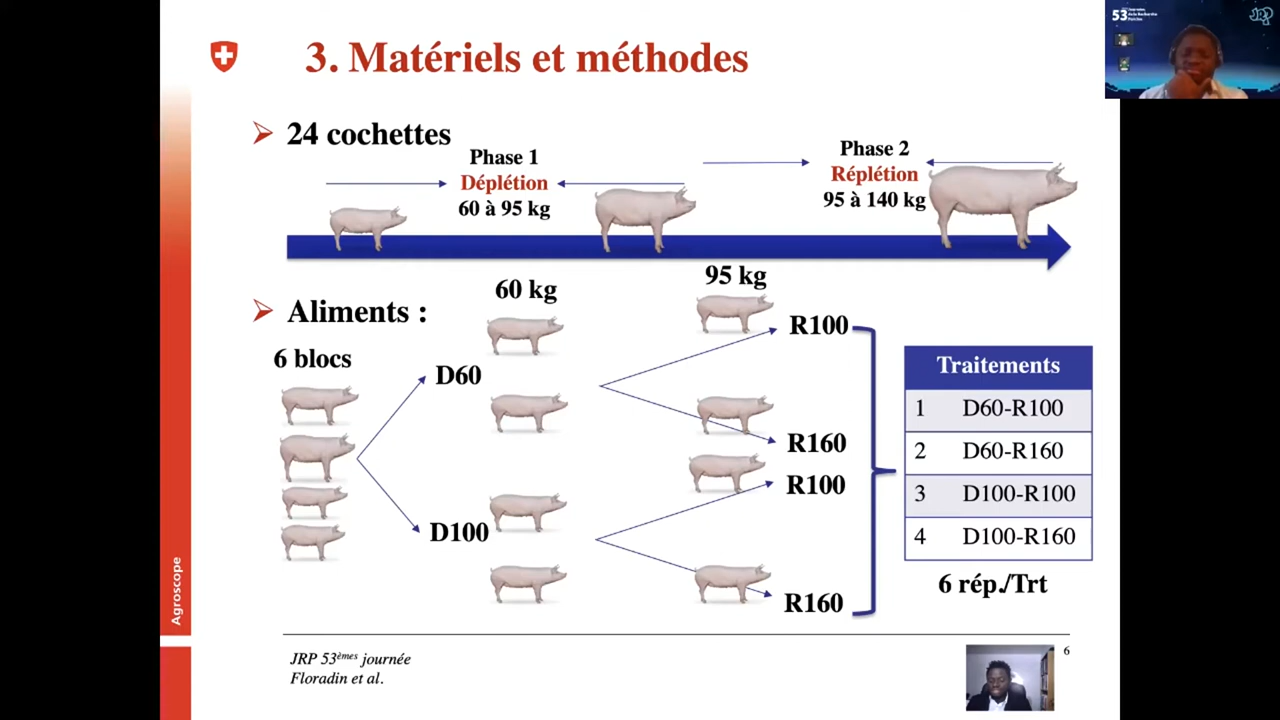 53
JRP
3. Matériels et méthodes
24 cochettes
Phase 1
Déplétion
60 à 95 kg
Phase 2
Réplétion
95 à 140 kg
Aliments :
60 kg
95 kg
6 blocs
D60
D100
R100
R160
R100
R160
Traitements
1 D60-R100
2 D60-R160
3 D100-R100
4 D100-R160
6 rép./Trt
Agroscope
JRP 53èmes journée
Floradin et al.
6